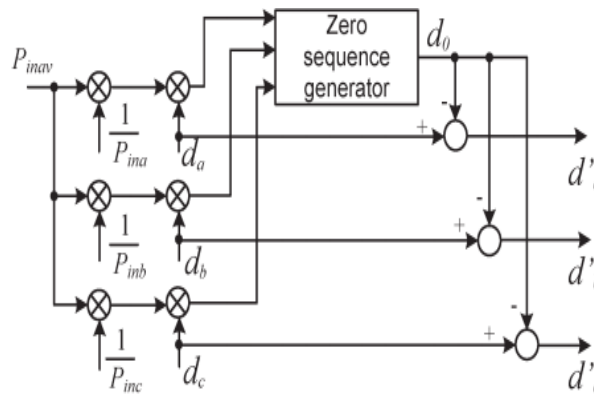 Zero
sequence
generator
d0
Pinav
1
Pina
da
+
-
d'
1
Pinb
db
+
-
d'
1
Pinc
dc
+
-
d'